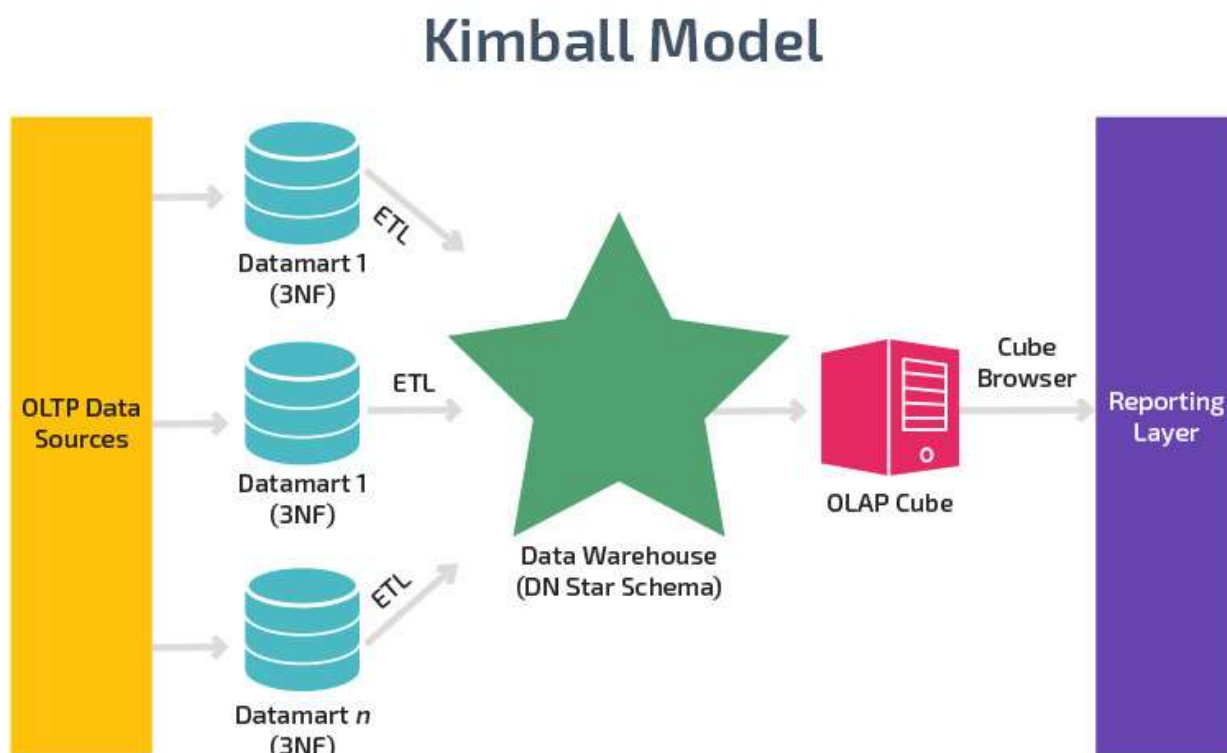 Kimball Model
OLTP Data
Sources
ETL
Datamart 1
(3NF)
ETL
Datamart 1
(3NF)
ETL
Datamart n
(3NF)
Data Warehouse
(DN Star Schema)
OLAP Cube
Cube
Browser
Reporting
Layer